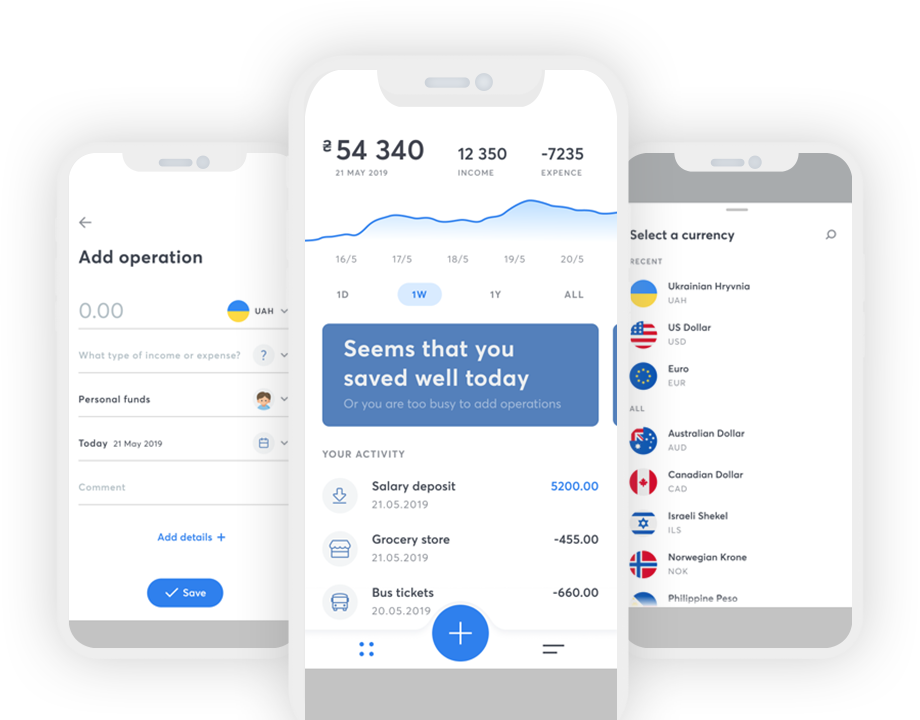 Add operation
0.00
UAH
What type of income or expense?
?
Personal funds
Today 21 May 2019
Comment
Add details +
Save
₴ 54 340
21 MAY 2019
12 350
INCOME
-7235
EXPENCE
16/5 17/5 18/5 19/5 20/5
1D 1W 1Y ALL
Seems that you
saved well today
Or you are too busy to add operations
YOUR ACTIVITY
Salary deposit 5200.00
21.05.2019
Grocery store -455.00
21.05.2019
Bus tickets -660.00
20.05.2019
Select a currency
RECENT
Ukrainian Hryvnia
UAH
US Dollar
USD
Euro
EUR
ALL
Australian Dollar
AUD
Canadian Dollar
CAD
Israeli Shekel
ILS
Norwegian Krone
NOK
Philippine Peso